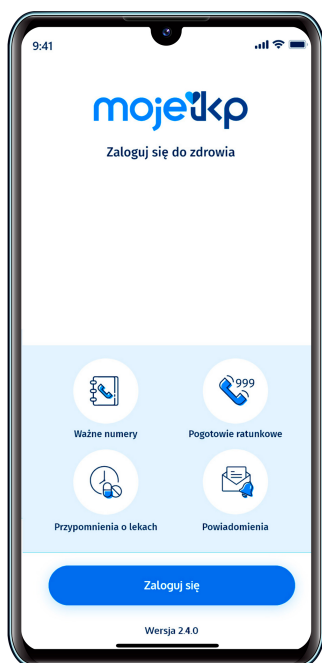 9:41
mojeikp
Zaloguj się do zdrowia
999
Ważne numery
Pogotowie ratunkowe
Przypomnienia o lekach
Powiadomienia
Zaloguj się
Wersja 2.4.0